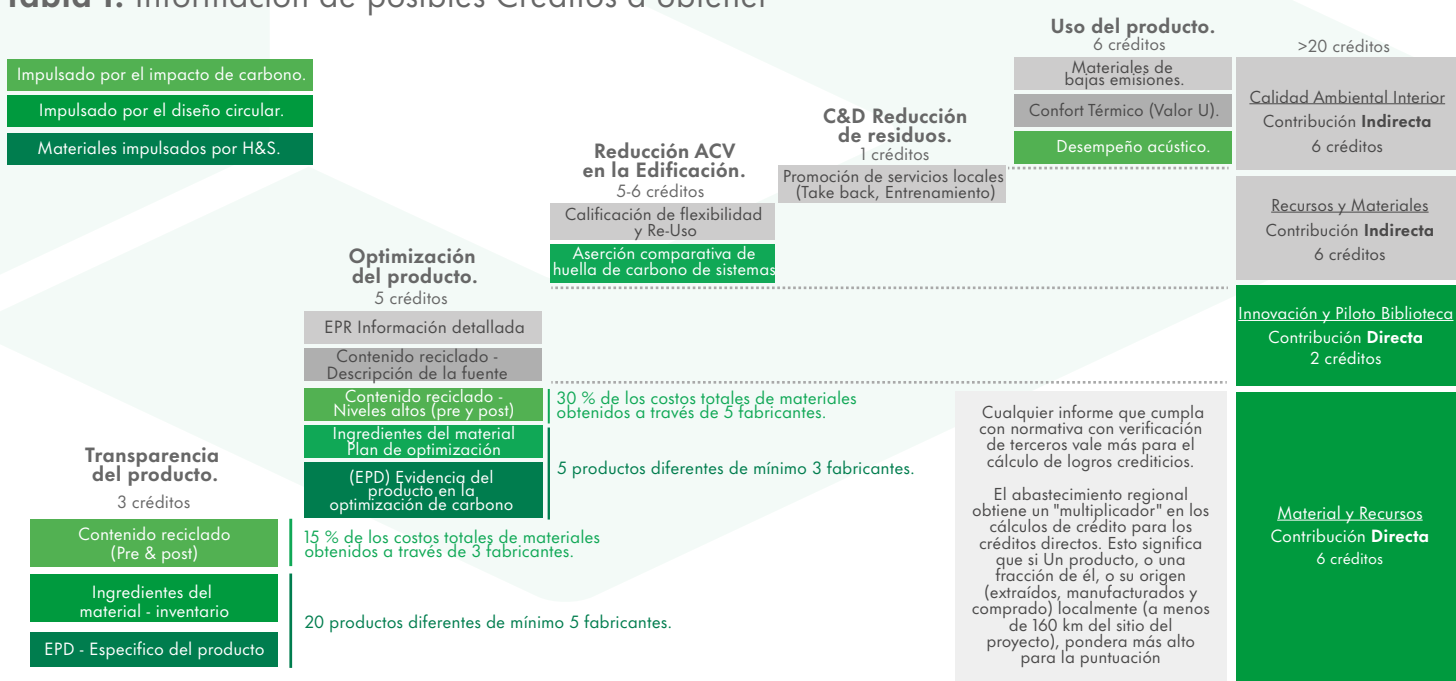 Tabla 1. Información de posibles Créditos a obtener
Impulsado por el impacto de carbono.
Impulsado por el diseño circular.
Materiales impulsados por H&S.
Transparencia
del producto.
3 créditos
Contenido reciclado
(Pre & post)
Ingredientes del
material - inventario
EPD - Especifico del producto
15 % de los costos totales de materiales
obtenidos a través de 3 fabricantes.
20 productos diferentes de mínimo 5 fabricantes.
Optimización
del producto.
5 créditos
EPR Información detallada
Contenido reciclado -
Descripción de la fuente
Contenido reciclado -
Niveles altos (pre y post)
Ingredientes del material
Plan de optimización
(EPD) Evidencia del
producto en la
optimización de carbono
30 % de los costos totales de materiales
obtenidos a través de 5 fabricantes.
5 productos diferentes de mínimo 3 fabricantes.
Reducción ACV
en la Edificación.
5-6 créditos
Calificación de flexibilidad
y Re-Uso
Aserción comparativa de
huella de carbono de sistemas
C&D Reducción
de residuos.
1 créditos
Promoción de servicios locales
(Take back, Entrenamiento)
Uso del producto.
6 créditos
Materiales de
bajas emisiones.
Confort Térmico (Valor U).
Desempeño acústico.
Cualquier informe que cumpla
con normativa con verificación
de terceros vale más para el
cálculo de logros crediticios.
El abastecimiento regional
obtiene un "multiplicador" en los
cálculos de crédito para los
créditos directos. Esto significa
que si Un producto, o una
fracción de él, o su origen
(extraídos, manufacturados y
comprado) localmente (a menos
de 160 km del sitio del
proyecto), pondera más alto
para la puntuación
>20 créditos
Calidad Ambiental Interior
Contribución Indirecta
6 créditos
Recursos y Materiales
Contribución Indirecta
6 créditos
Innovación y Piloto Biblioteca
Contribución Directa
2 créditos
Material y Recursos
Contribución Directa
6 créditos